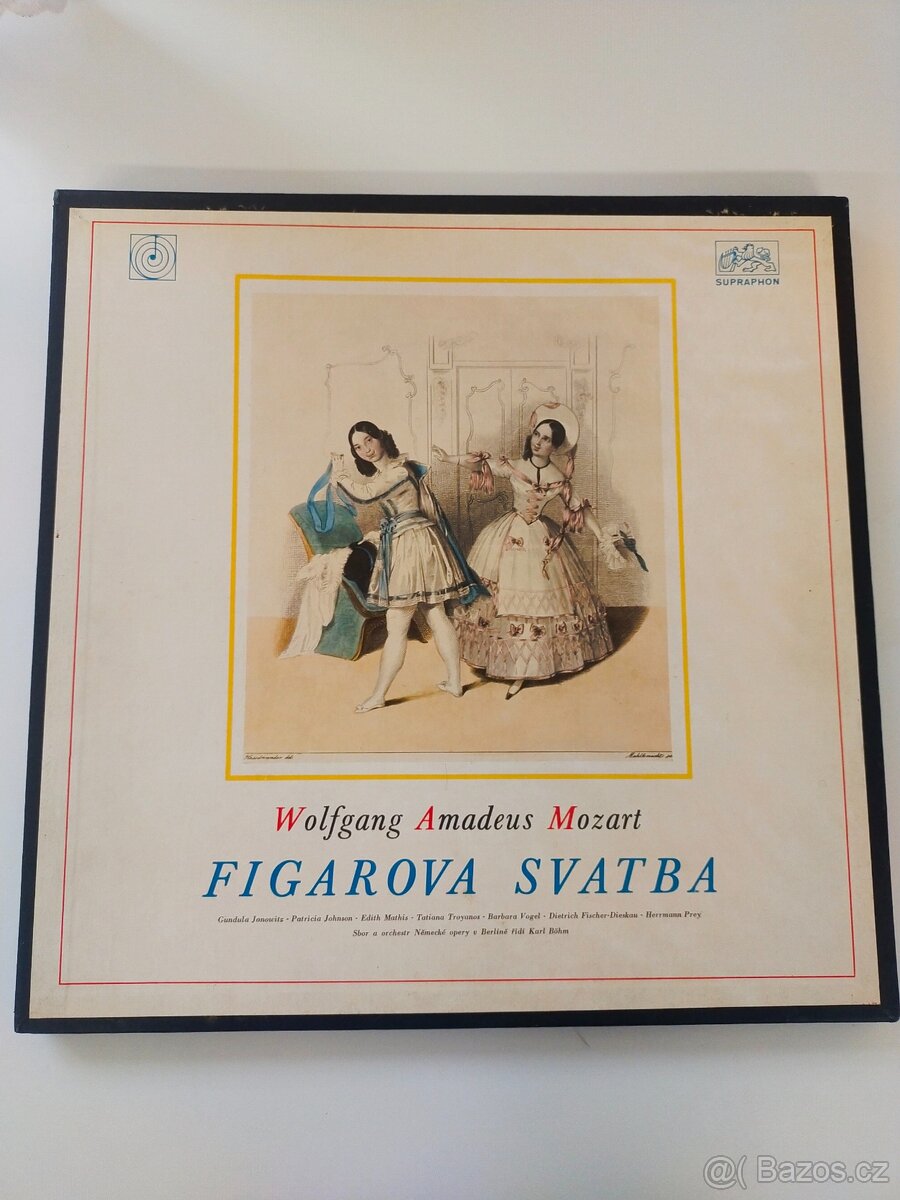 SUPRAPHON
Wolfgang Amadeus Mozart
FIGAROVA SVATBA
Gundula Jonowitz · Patricia Johnson · Edith Mathis · Tatiana Troyanos · Barbara Vogel · Dietrich Fischer-Dieskau · Herrmann Prey
Sbor a orchestr Německé opery v Berlíně řídí Karl Böhm
@( Bazos.cz